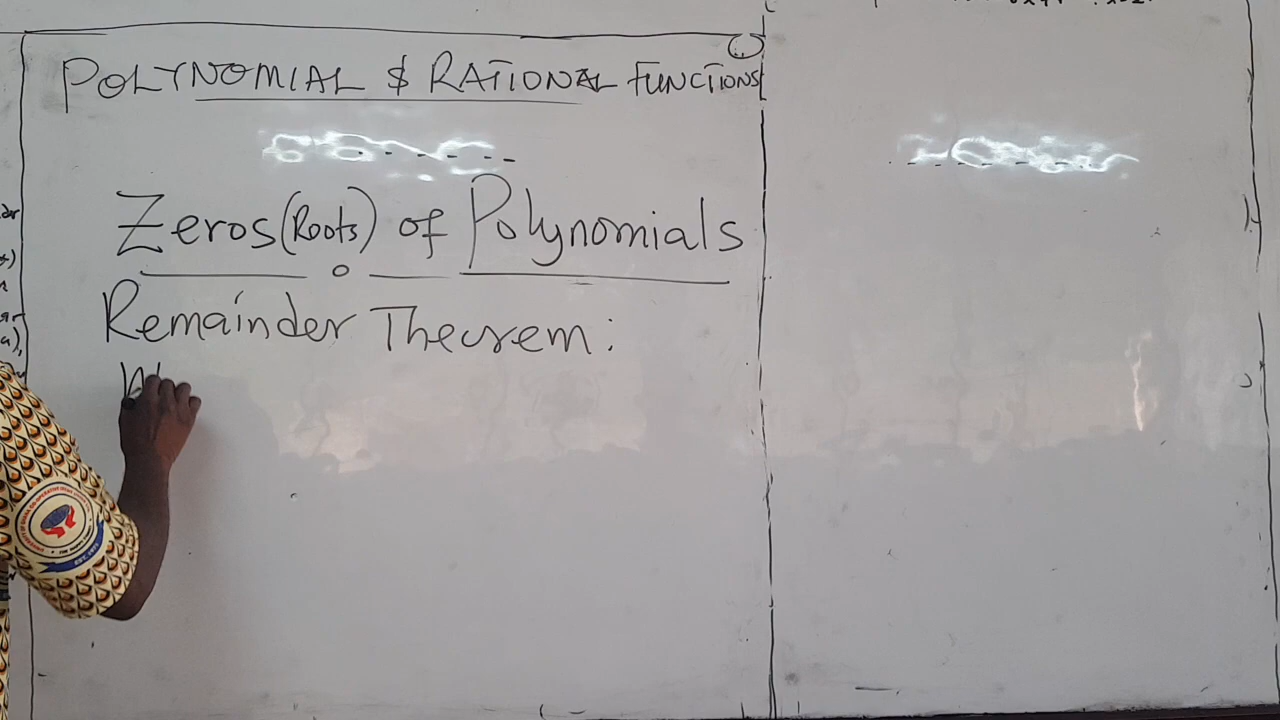 POLYNOMIAL & RATIONAL FUNCTIONS
Zeros (Roots) of Polynomials
Remainder Theorem: